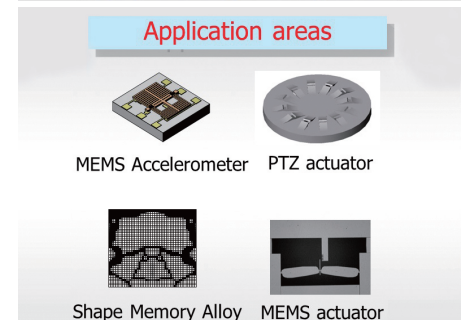 Application areas
MEMS Accelerometer PTZ actuator
Shape Memory Alloy MEMS actuator